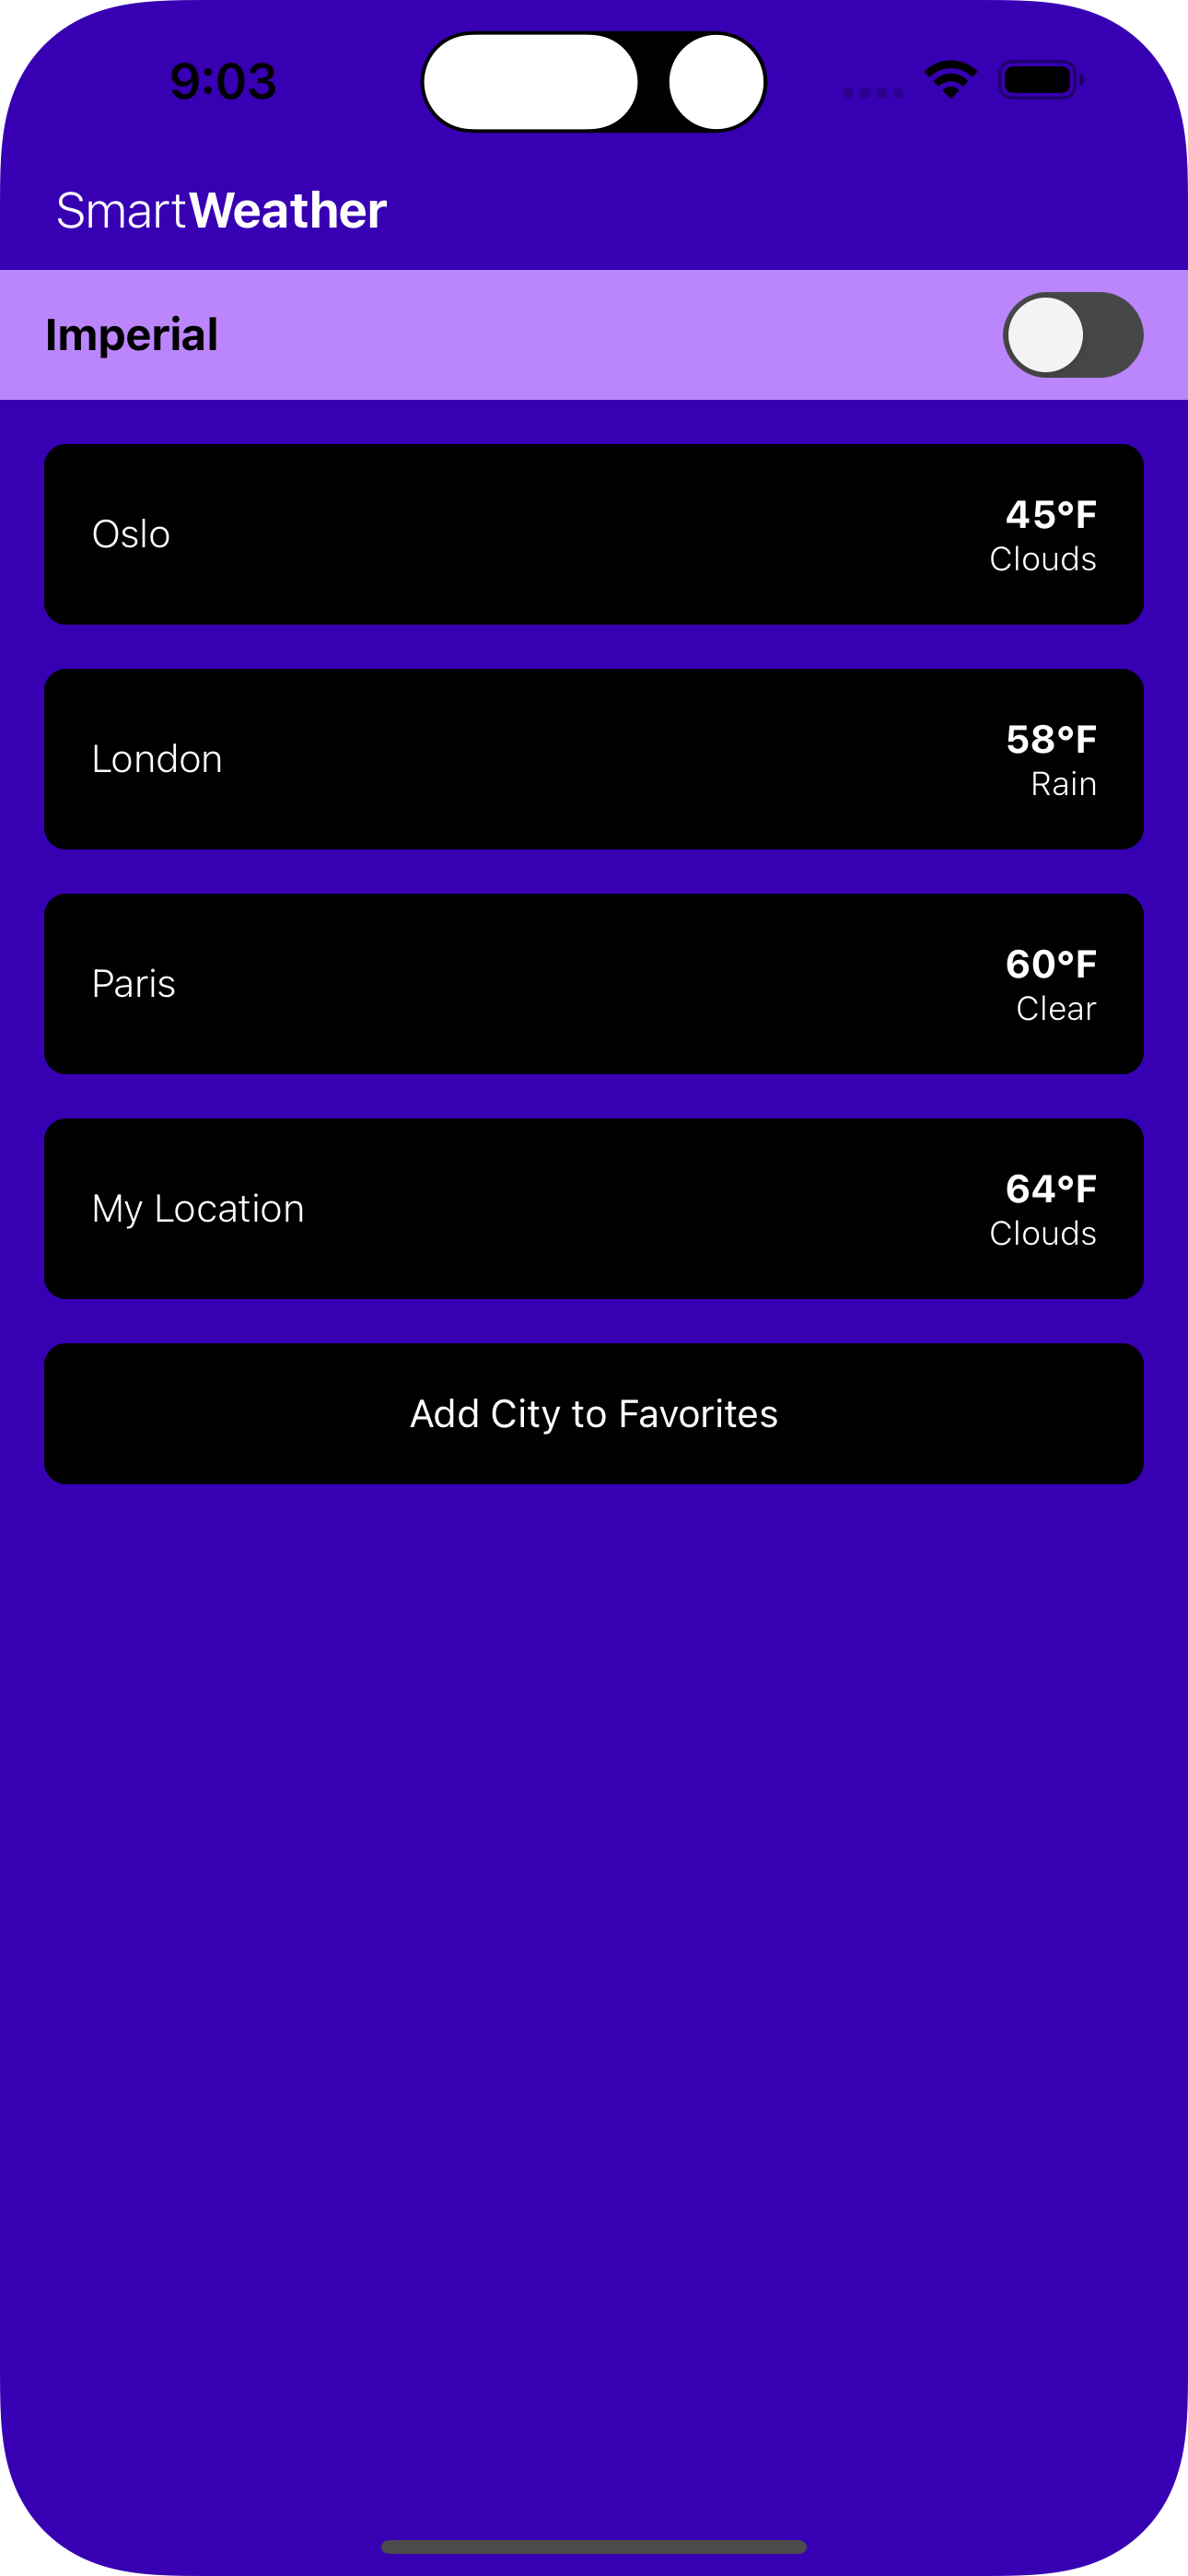 9:03
SmartWeather
Imperial
Oslo
45°F
Clouds
London
58°F
Rain
Paris
60°F
Clear
My Location
64°F
Clouds
Add City to Favorites